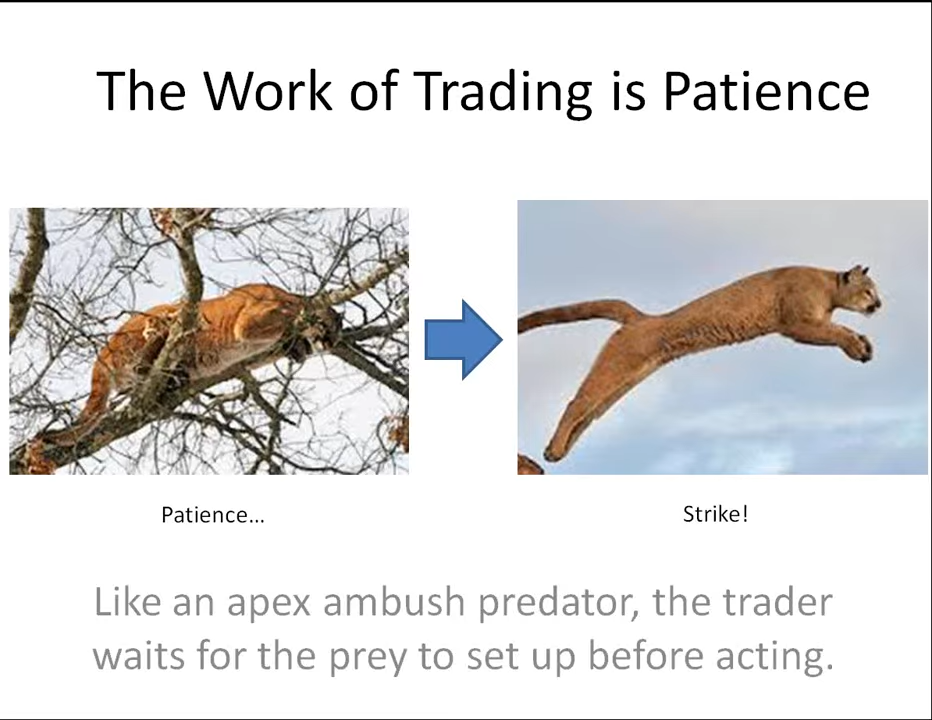 The Work of Trading is Patience
Patience...
Strike!
Like an apex ambush predator, the trader
waits for the prey to set up before acting.